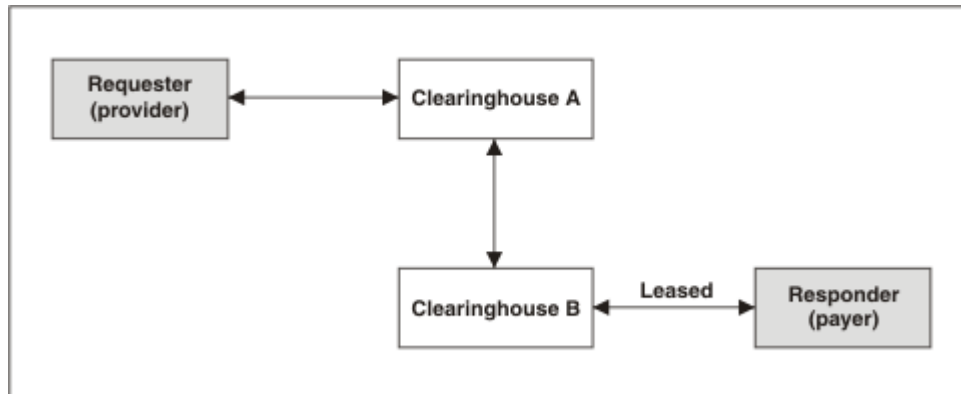 Requester
(provider)
Clearinghouse A
Clearinghouse B
Leased
Responder
(payer)